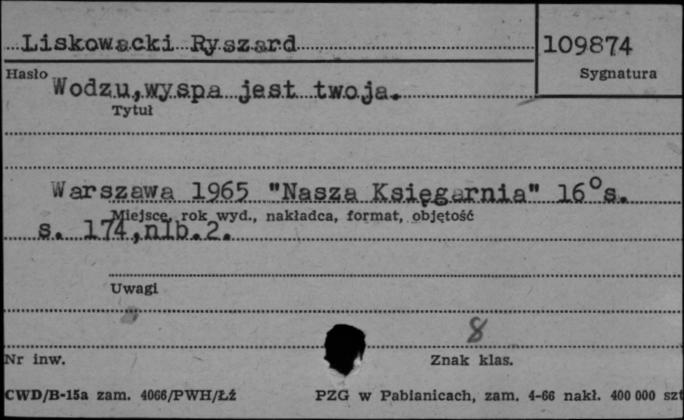 Liskowacki Ryszard
109874
Hasło
Sygnatura
Wodzu,wyspa jest twoja.
Tytuł
Warszawa 1965 "Nasza Księgarnia" 16°s.
Miejsce, rok wyd., nakładca, format, objętość
s. 174,nlb.2.
Uwagi
8
Nr inw.
Znak klas.
CWD/B-15a zam. 4066/PWH/Łź
PZG w Pabianicach, zam. 4-66 nakł. 400 000 szt